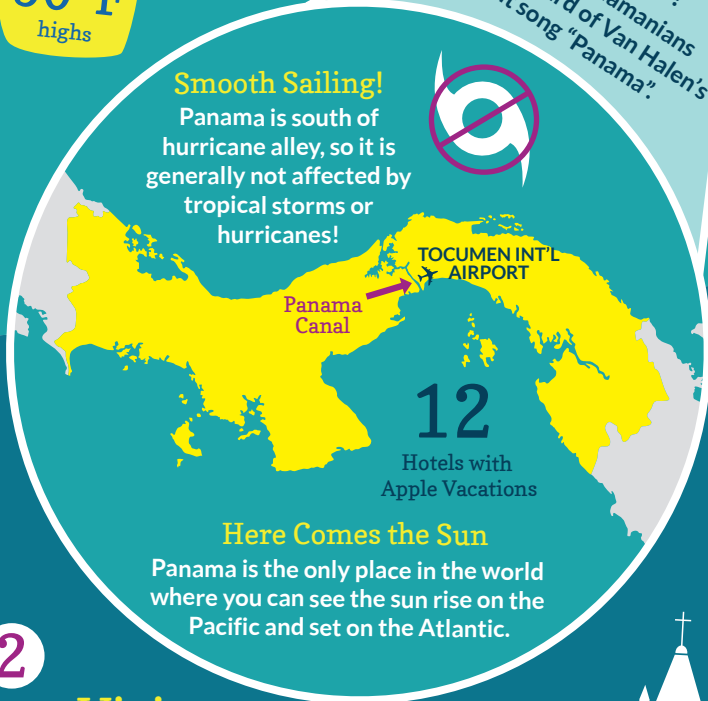 highs
amanians
rd of Van Halen's
t song “Panama”.
Smooth Sailing!
Panama is south of
hurricane alley, so it is
generally not affected by
tropical storms or
hurricanes!
TOCUMEN INT'L
AIRPORT
Panama
Canal
12
Hotels with
Apple Vacations
Here Comes the Sun
Panama is the only place in the world
where you can see the sun rise on the
Pacific and set on the Atlantic.
2